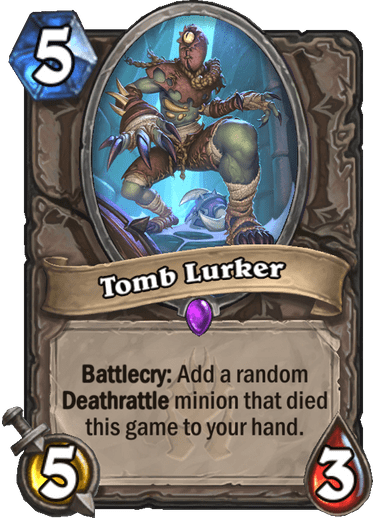 5
Tomb Lurker
Battlecry: Add a random
Deathrattle minion that died
this game to your hand.
5
3